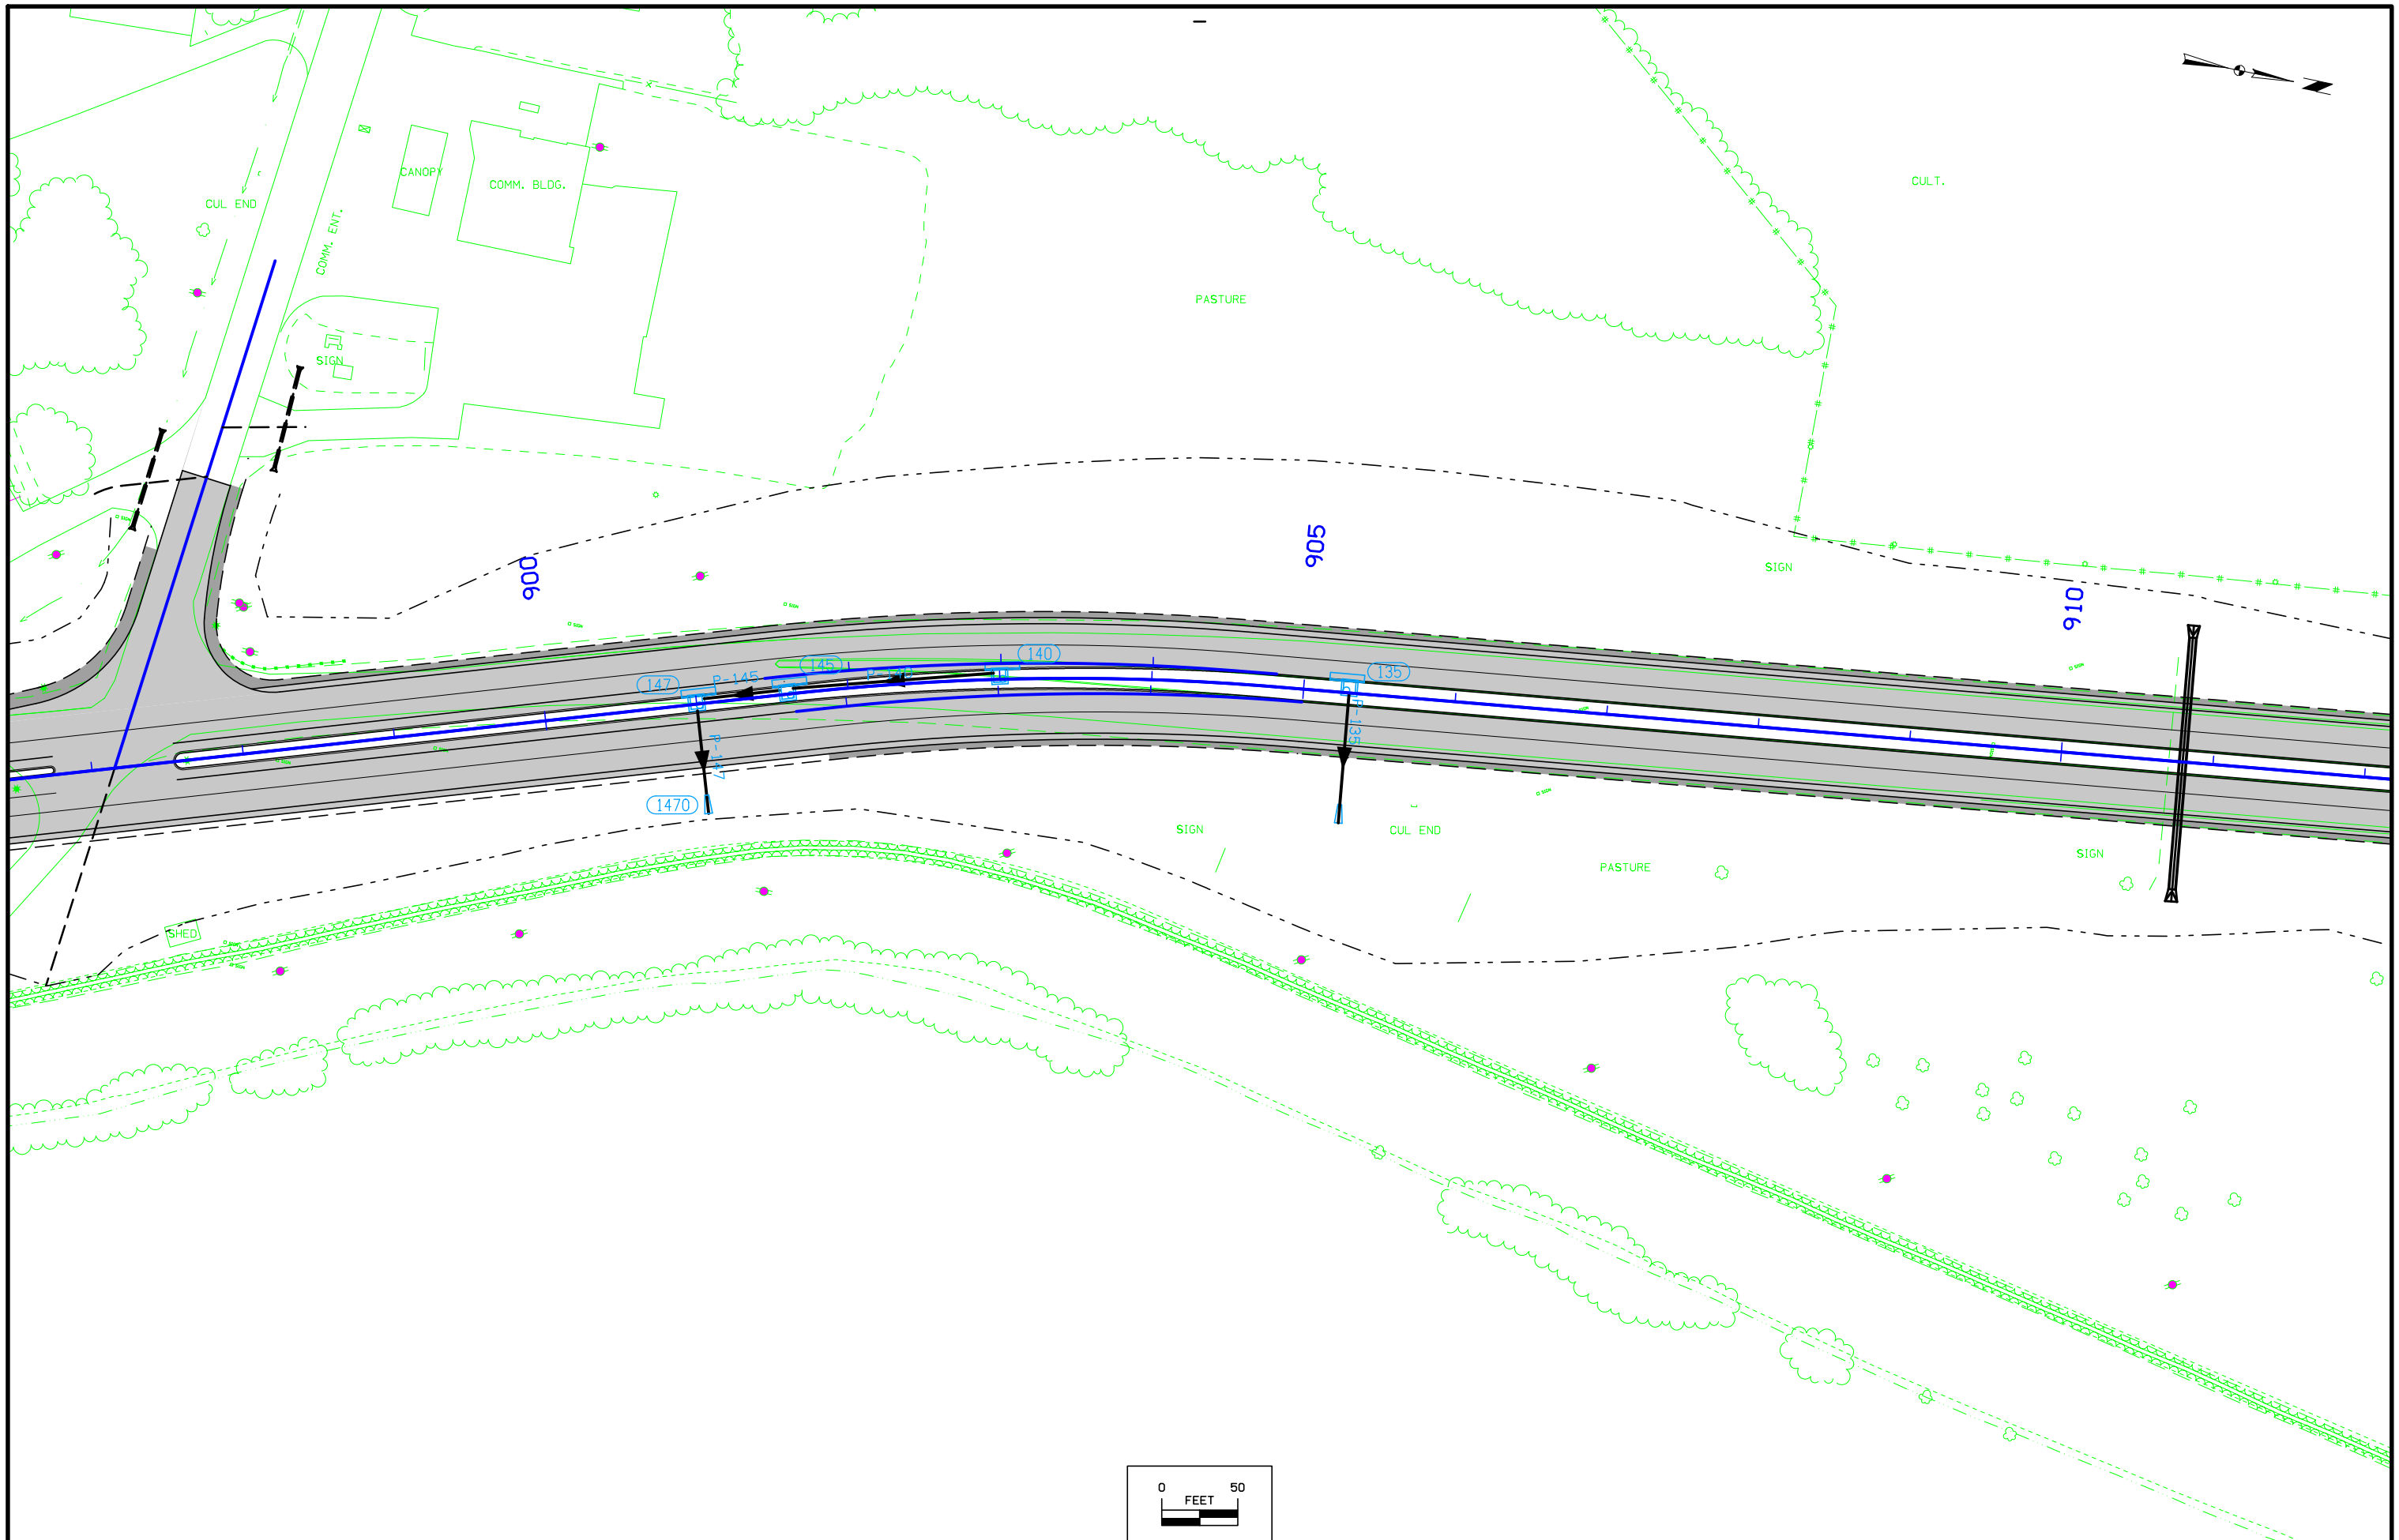 CULT.
CANOPY
COMM. BLDG.
CUL END
COMM. ENT.
PASTURE
SIGN
905
900
SIGN
910
140
145
135
147
P-145
P-135
P-147
1470
SIGN
CUL END
SIGN
PASTURE
SHED
0 50
FEET